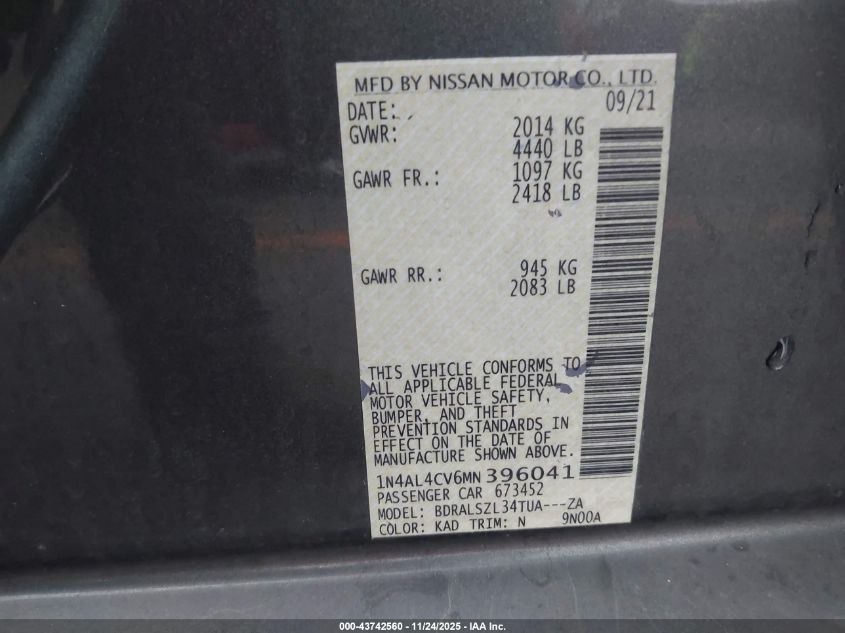 MFD BY NISSAN MOTOR CO., LTD.
DATE: 09/21
GVWR: 2014 KG
4440 LB
GAWR FR.: 1097 KG
2418 LB
GAWR RR.: 945 KG
2083 LB
THIS VEHICLE CONFORMS TO
ALL APPLICABLE FEDERAL
MOTOR VEHICLE SAFETY,
BUMPER, AND THEFT
PREVENTION STANDARDS IN
EFFECT ON THE DATE OF
MANUFACTURE SHOWN ABOVE.
1N4AL4CV6MN396041
PASSENGER CAR 673452
MODEL: BDRALSZL34TUA---ZA
COLOR: KAD TRIM: N 9N00A
000-43742560 - 11/24/2025 - IAA Inc.